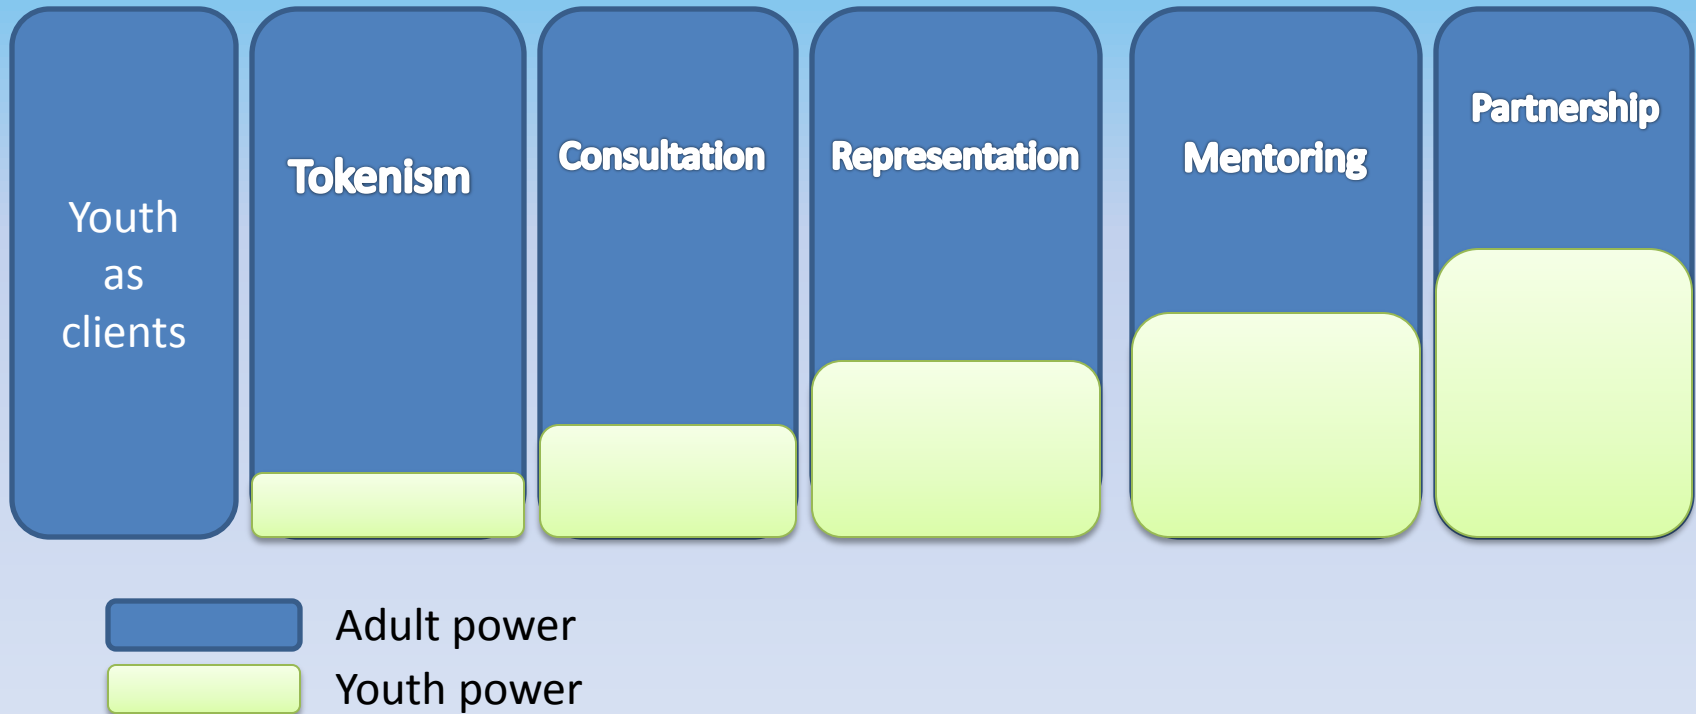 Youth
as
clients
Tokenism
Consultation
Representation
Mentoring
Partnership
Adult power
Youth power